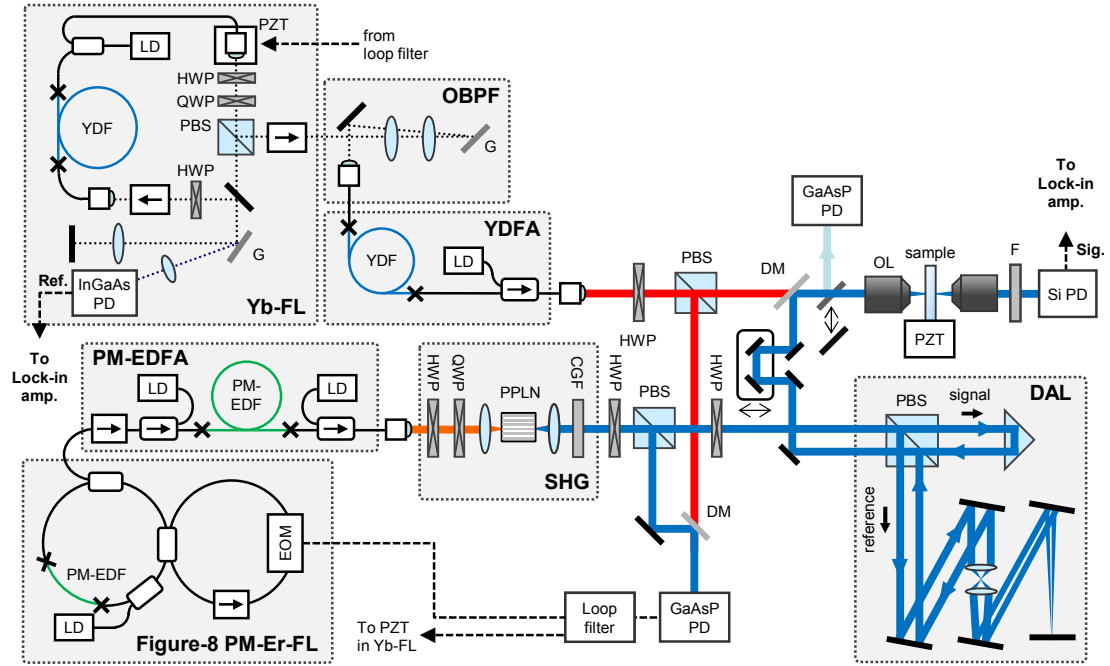 PZT
LD
from
loop filter
HWP
QWP
YDF
PBS
HWP
G
Ref.
InGaAs
PD
Yb-FL
To
Lock-in
amp.
OBPF
G
YDFA
LD
YDF
HWP
PBS
DM
GaAsP
PD
OL
sample
PZT
F
To
Lock-in
amp.
Sig.
Si PD
PM-EDFA
LD
PM-
EDF
LD
HWP
QWP
PPLN
CGF
SHG
HWP
PBS
HWP
DM
PBS
signal
DAL
reference
PM-EDF
LD
EOM
Figure-8 PM-Er-FL
To PZT
in Yb-FL
Loop
filter
GaAsP
PD